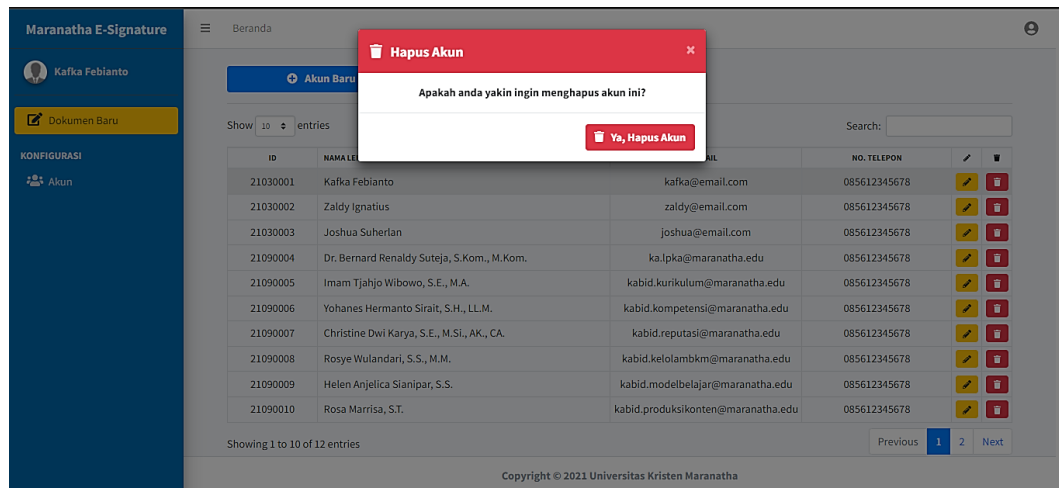 Maranatha E-Signature
Beranda
Kafka Febianto
Dokumen Baru
KONFIGURASI
Akun
Hapus Akun ×
Apakah anda yakin ingin menghapus akun ini?
Ya, Hapus Akun
Akun Baru
Show 10 entries Search:
ID NAMA NO. TELEPON
21030001 Kafka Febianto kafka@email.com 085612345678
21030002 Zaldy Ignatius zaldy@email.com 085612345678
21030003 Joshua Suherlan joshua@email.com 085612345678
21090004 Dr. Bernard Renaldy Suteja, S.Kom., M.Kom. ka.lpka@maranatha.edu 085612345678
21090005 Imam Tjahjo Wibowo, S.E., M.A. kabid.kurikulum@maranatha.edu 085612345678
21090006 Yohanes Hermanto Sirait, S.H., LL.M. kabid.kompetensi@maranatha.edu 085612345678
21090007 Christine Dwi Karya, S.E., M.Si., AK., CA. kabid.reputasi@maranatha.edu 085612345678
21090008 Rosye Wulandari, S.S., M.M. kabid.kelolambkm@maranatha.edu 085612345678
21090009 Helen Anjelica Sianipar, S.S. kabid.modelbelajar@maranatha.edu 085612345678
21090010 Rosa Marrisa, S.T. kabid.produksikonten@maranatha.edu 085612345678
Showing 1 to 10 of 12 entries Previous 1 2 Next
Copyright © 2021 Universitas Kristen Maranatha